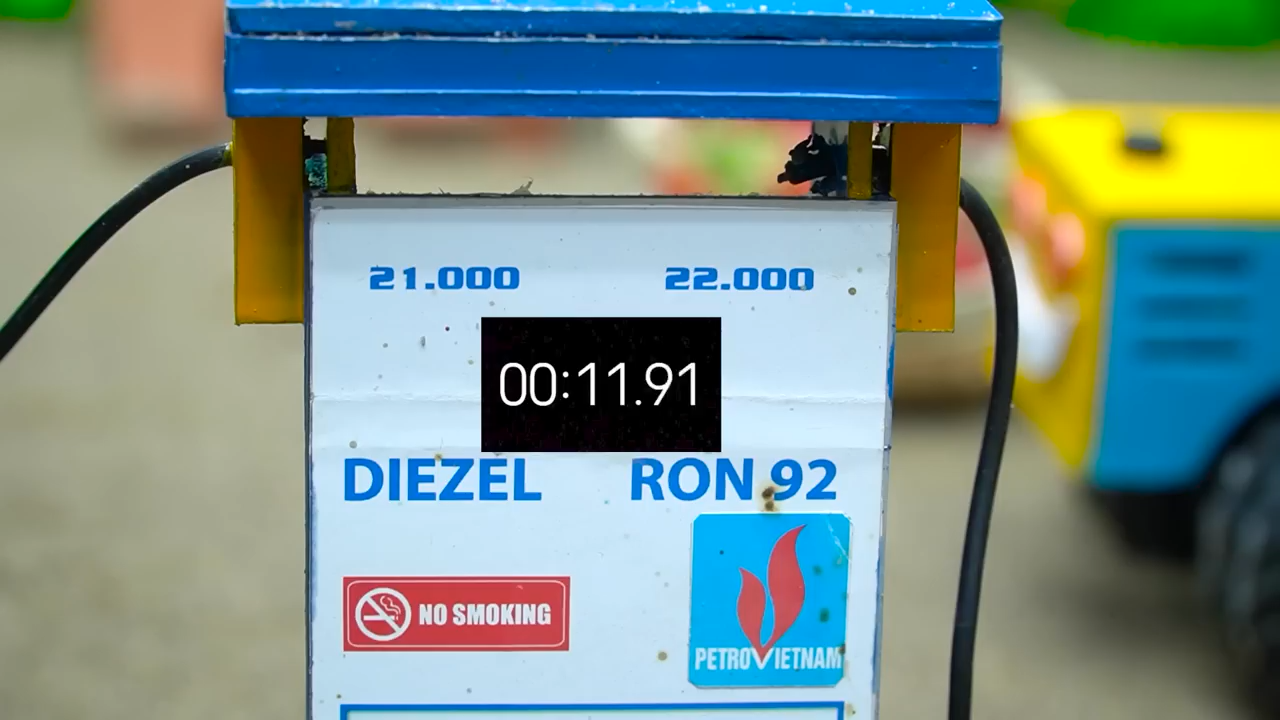 21.000 22.000
00:11.91
DIEZEL RON 92
NO SMOKING
PETROVIETNAM